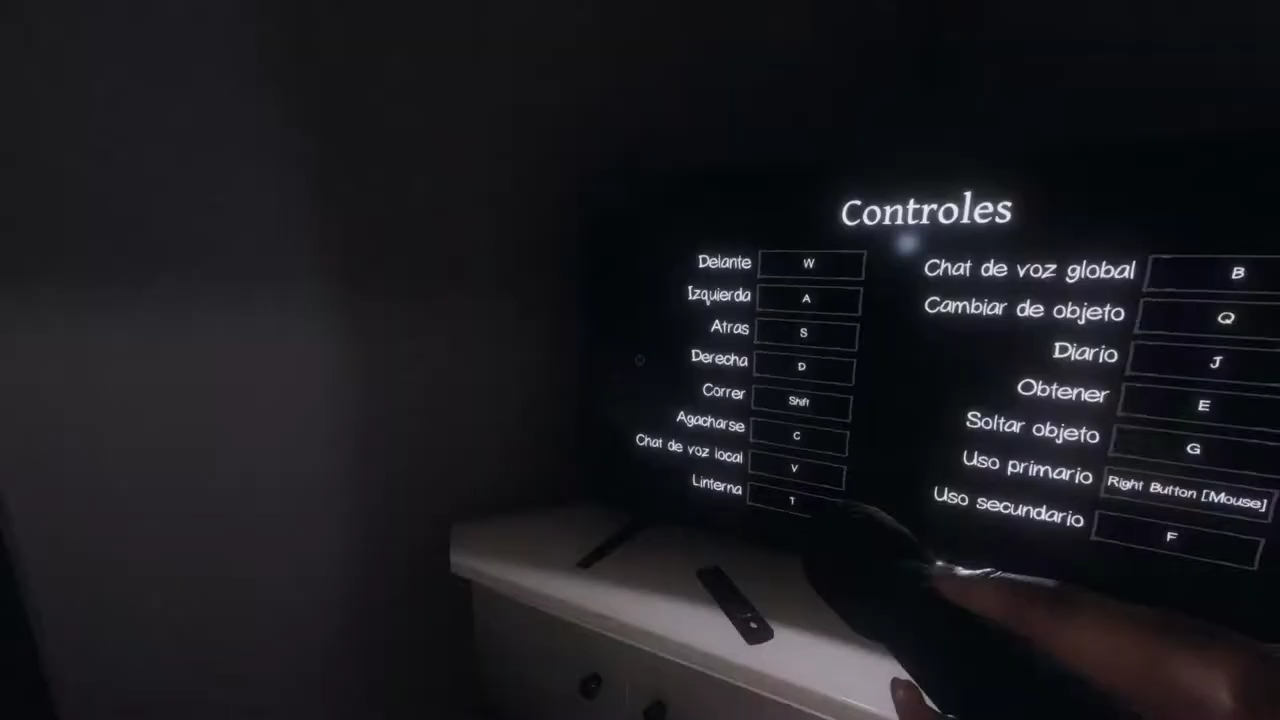 Controles
Delante W
Izquierda A
Atras S
Derecha D
Correr Shift
Agacharse C
Chat de voz local V
Linterna T
Chat de voz global B
Cambiar de objeto Q
Diario J
Obtener E
Soltar objeto G
Uso primario Right Button [Mouse]
Uso secundario F